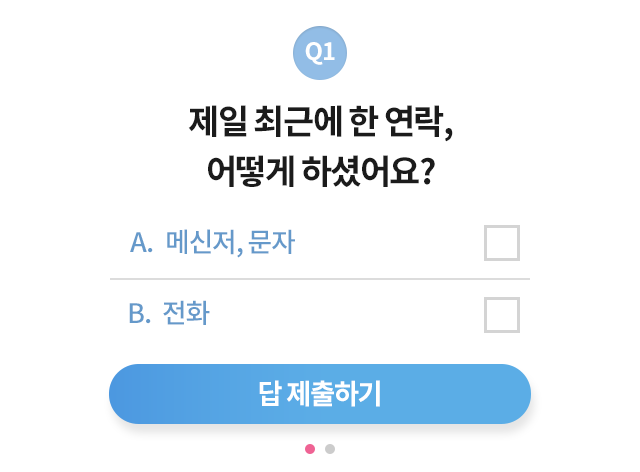 Q1
제일 최근에 한 연락,
어떻게 하셨어요?
A. 메신저, 문자
B. 전화
답 제출하기